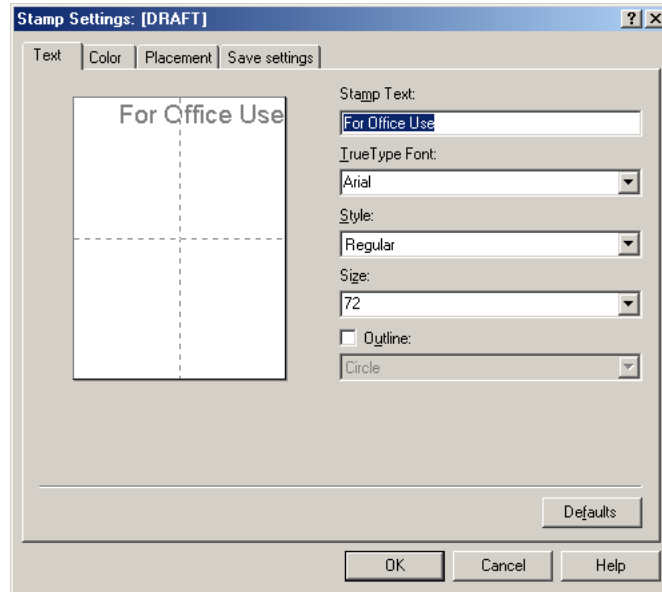 Stamp Settings: [DRAFT]
Text Color Placement Save settings
For Office Use
Stamp Text:
For Office Use
TrueType Font:
Arial
Style:
Regular
Size:
72
Outline:
Circle
Defaults
OK Cancel Help